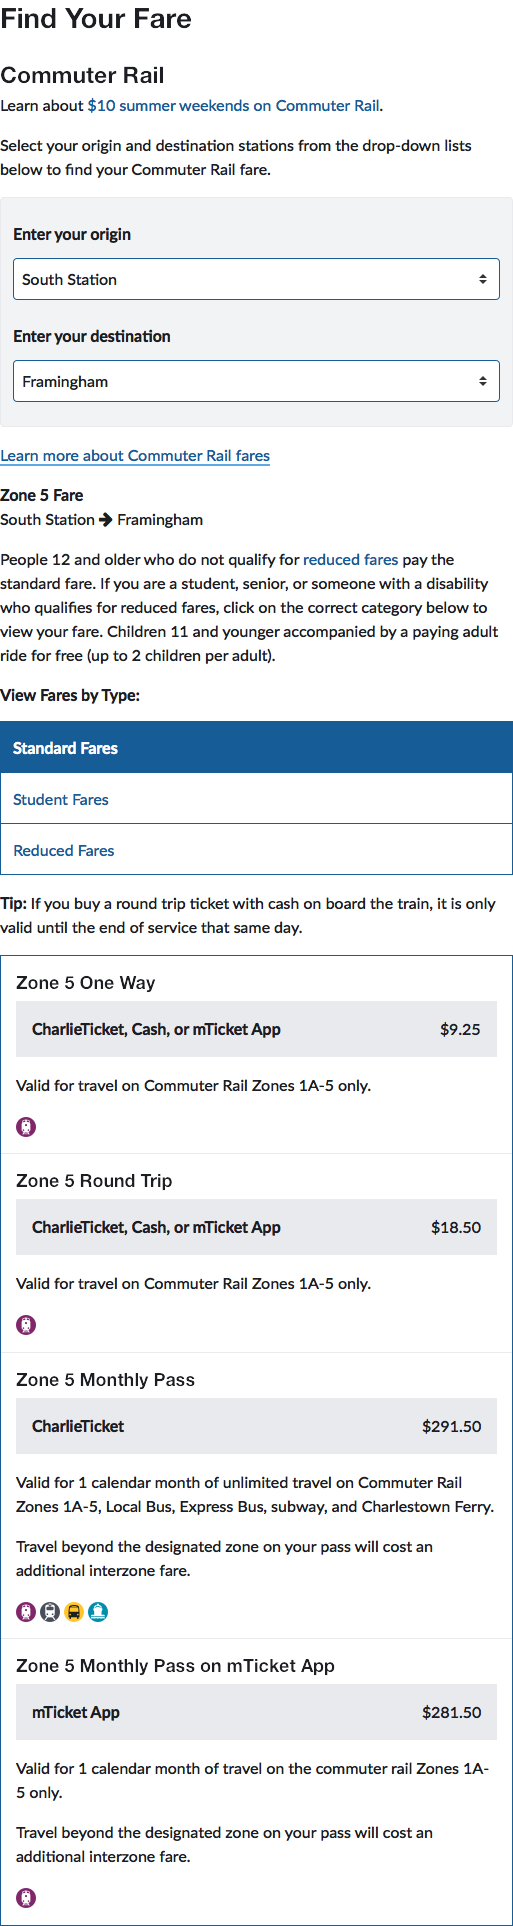 Find Your Fare
Commuter Rail
Learn about $10 summer weekends on Commuter Rail.
Select your origin and destination stations from the drop-down lists
below to find your Commuter Rail fare.
Enter your origin
South Station
Enter your destination
Framingham
Learn more about Commuter Rail fares
Zone 5 Fare
South Station → Framingham
People 12 and older who do not qualify for reduced fares pay the
standard fare. If you are a student, senior, or someone with a disability
who qualifies for reduced fares, click on the correct category below to
view your fare. Children 11 and younger accompanied by a paying adult
ride for free (up to 2 children per adult).
View Fares by Type:
Standard Fares
Student Fares
Reduced Fares
Tip: If you buy a round trip ticket with cash on board the train, it is only
valid until the end of service that same day.
Zone 5 One Way
CharlieTicket, Cash, or mTicket App $9.25
Valid for travel on Commuter Rail Zones 1A-5 only.
Zone 5 Round Trip
CharlieTicket, Cash, or mTicket App $18.50
Valid for travel on Commuter Rail Zones 1A-5 only.
Zone 5 Monthly Pass
CharlieTicket $291.50
Valid for 1 calendar month of unlimited travel on Commuter Rail
Zones 1A-5, Local Bus, Express Bus, subway, and Charlestown Ferry.
Travel beyond the designated zone on your pass will cost an
additional interzone fare.
Zone 5 Monthly Pass on mTicket App
mTicket App $281.50
Valid for 1 calendar month of travel on the commuter rail Zones 1A-
5 only.
Travel beyond the designated zone on your pass will cost an
additional interzone fare.